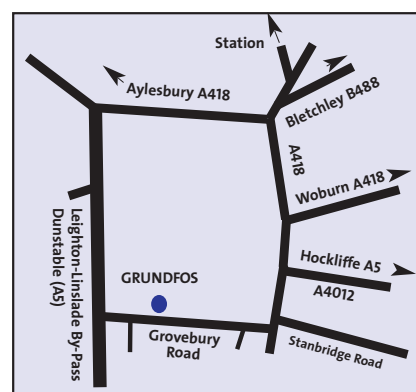 Station
Aylesbury A418
Bletchley B488
A418
Woburn A418
Leighton-Linslade By-Pass
Dunstable (A5)
Hockliffe A5
A4012
GRUNDFOS
Grovebury
Road
Stanbridge Road